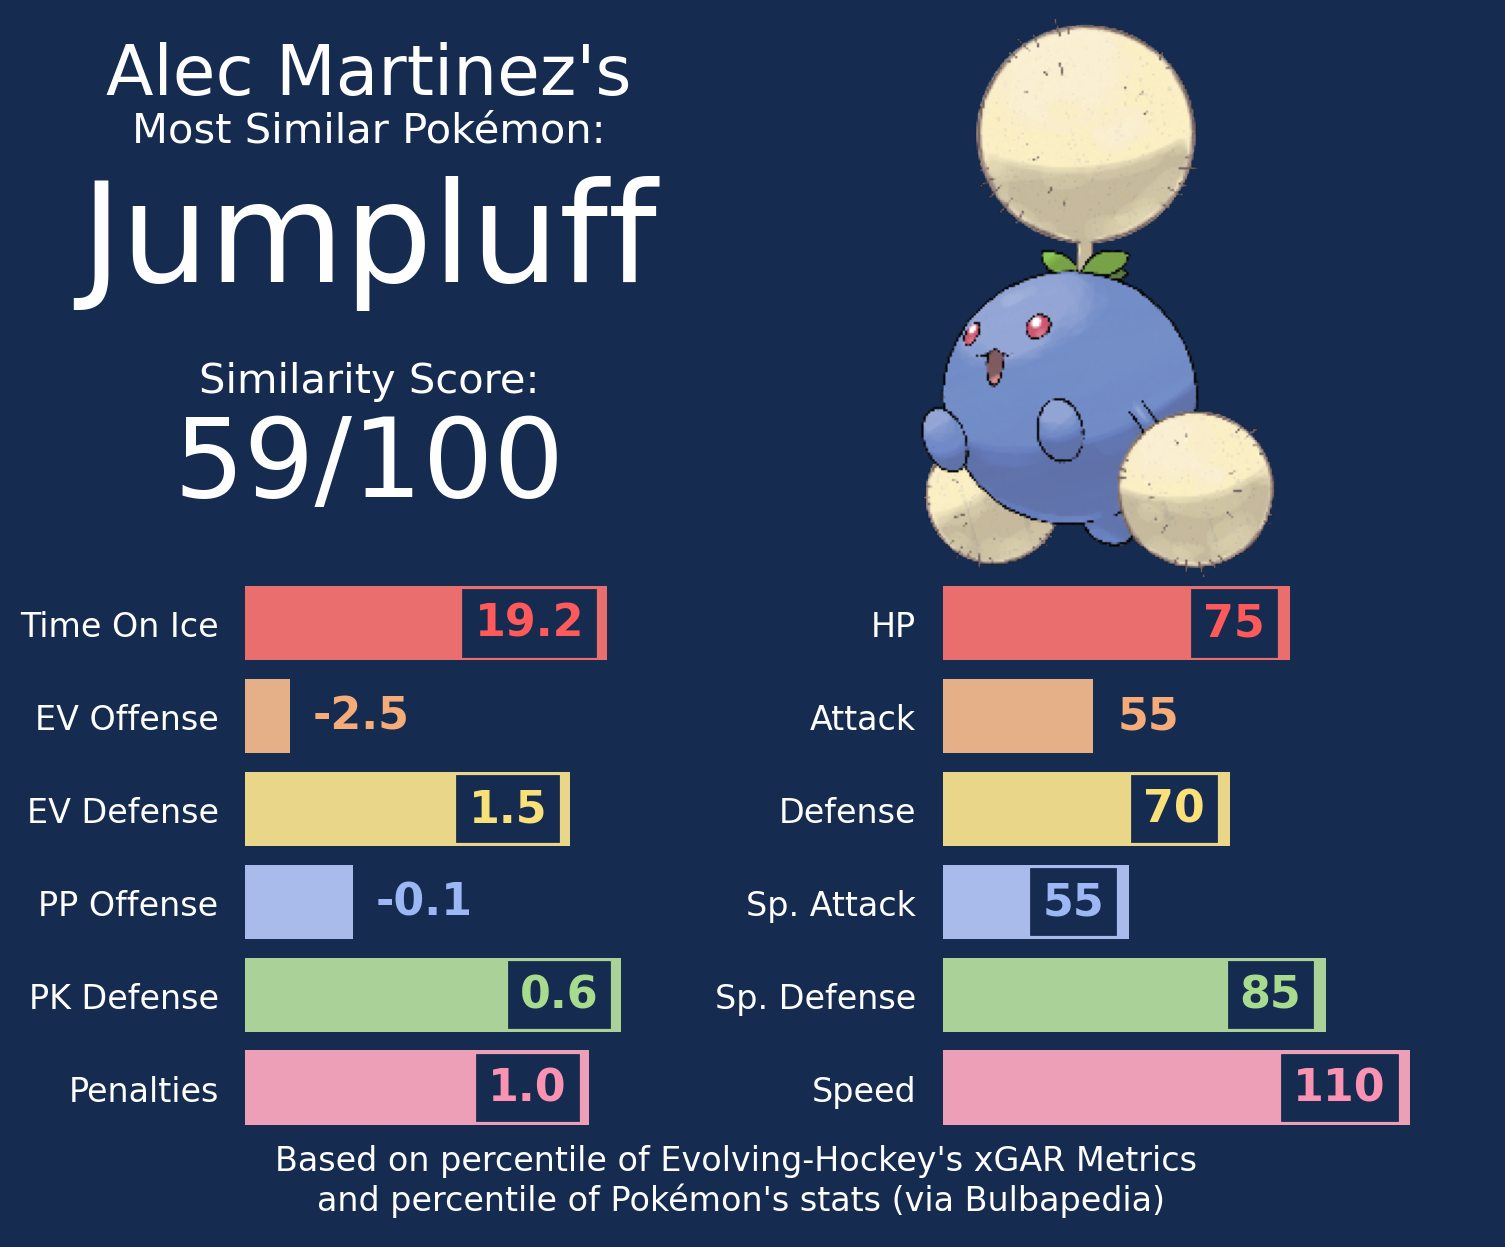 Alec Martinez's
Most Similar Pokémon:
Jumpluff
Similarity Score:
59/100
Time On Ice 19.2
EV Offense -2.5
EV Defense 1.5
PP Offense -0.1
PK Defense 0.6
Penalties 1.0
HP 75
Attack 55
Defense 70
Sp. Attack 55
Sp. Defense 85
Speed 110
Based on percentile of Evolving-Hockey's xGAR Metrics
and percentile of Pokémon's stats (via Bulbapedia)